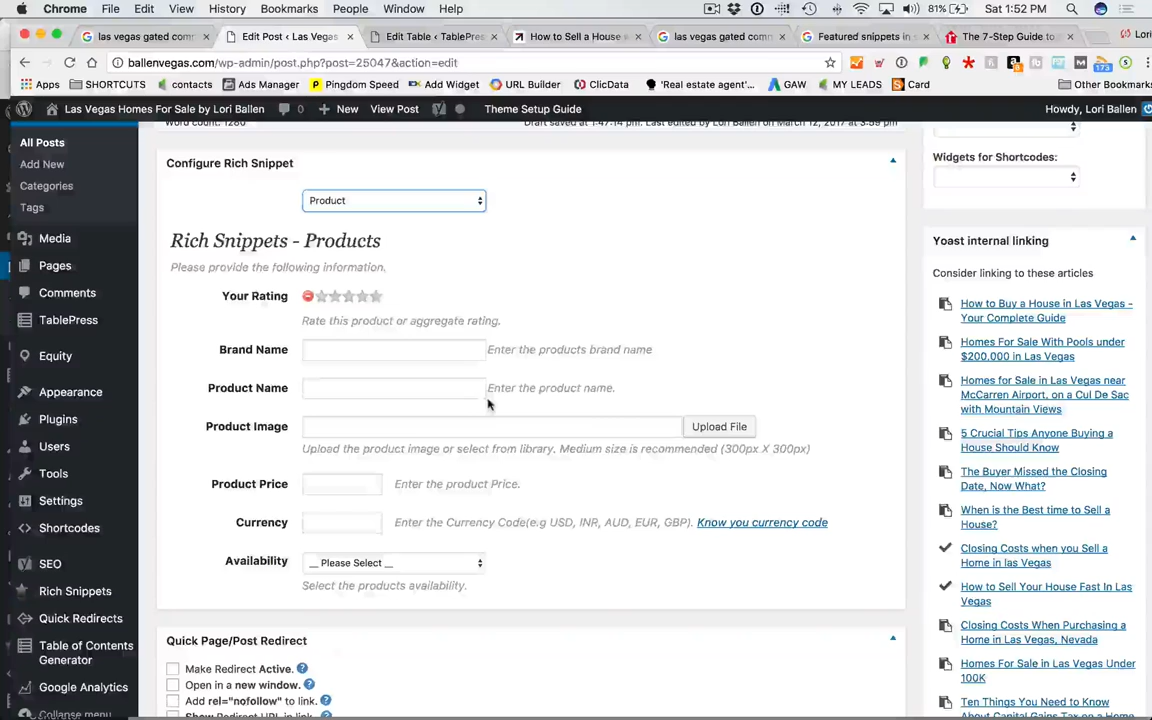 Chrome File Edit View History Bookmarks People Window Help 81% Sat 1:52 PM
las vegas gated comm × Edit Post ‹ Las Vegas × Edit Table ‹ TablePre × How to Sell a House × las vegas gated comm × Featured snippets in s × The 7-Step Guide to × Lori
ballenvegas.com/wp-admin/post.php?post=25047&action=edit
Apps SHORTCUTS contacts Ads Manager Pingdom Speed Add Widget URL Builder ClicData 'Real estate agent'... GAW MY LEADS Card Other Bookmarks
Las Vegas Homes For Sale by Lori Ballen 0 + New View Post Theme Setup Guide Howdy, Lori Ballen
Word count: 1280 Draft saved at 1:47:14 pm. Last edited by Lori Ballen on March 12, 2017 at 3:59 pm
All Posts
Add New
Categories
Tags
Media
Pages
Comments
TablePress
Equity
Appearance
Plugins
Users
Tools
Settings
Shortcodes
SEO
Rich Snippets
Quick Redirects
Table of Contents
Generator
Google Analytics
Collapse menu
Configure Rich Snippet
Product
Rich Snippets - Products
Please provide the following information.
Your Rating
Rate this product or aggregate rating.
Brand Name Enter the products brand name
Product Name Enter the product name.
Product Image Upload File
Upload the product image or select from library. Medium size is recommended (300px X 300px)
Product Price Enter the product Price.
Currency Enter the Currency Code(e.g USD, INR, AUD, EUR, GBP). Know you currency code
Availability __ Please Select __
Select the products availability.
Quick Page/Post Redirect
Make Redirect Active. ?
Open in a new window. ?
Add rel="nofollow" to link. ?
Show Redirect URL in link. ?
Widgets for Shortcodes:
Yoast internal linking
Consider linking to these articles
How to Buy a House in Las Vegas -
Your Complete Guide
Homes For Sale With Pools under
$200,000 in Las Vegas
Homes for Sale in Las Vegas near
McCarren Airport, on a Cul De Sac
with Mountain Views
5 Crucial Tips Anyone Buying a
House Should Know
The Buyer Missed the Closing
Date, Now What?
When is the Best time to Sell a
House?
Closing Costs when you Sell a
Home in las Vegas
How to Sell Your House Fast In Las
Vegas
Closing Costs When Purchasing a
Home in Las Vegas, Nevada
Homes For Sale in Las Vegas Under
100K
Ten Things You Need to Know
About Capital Gains Tax on a Home